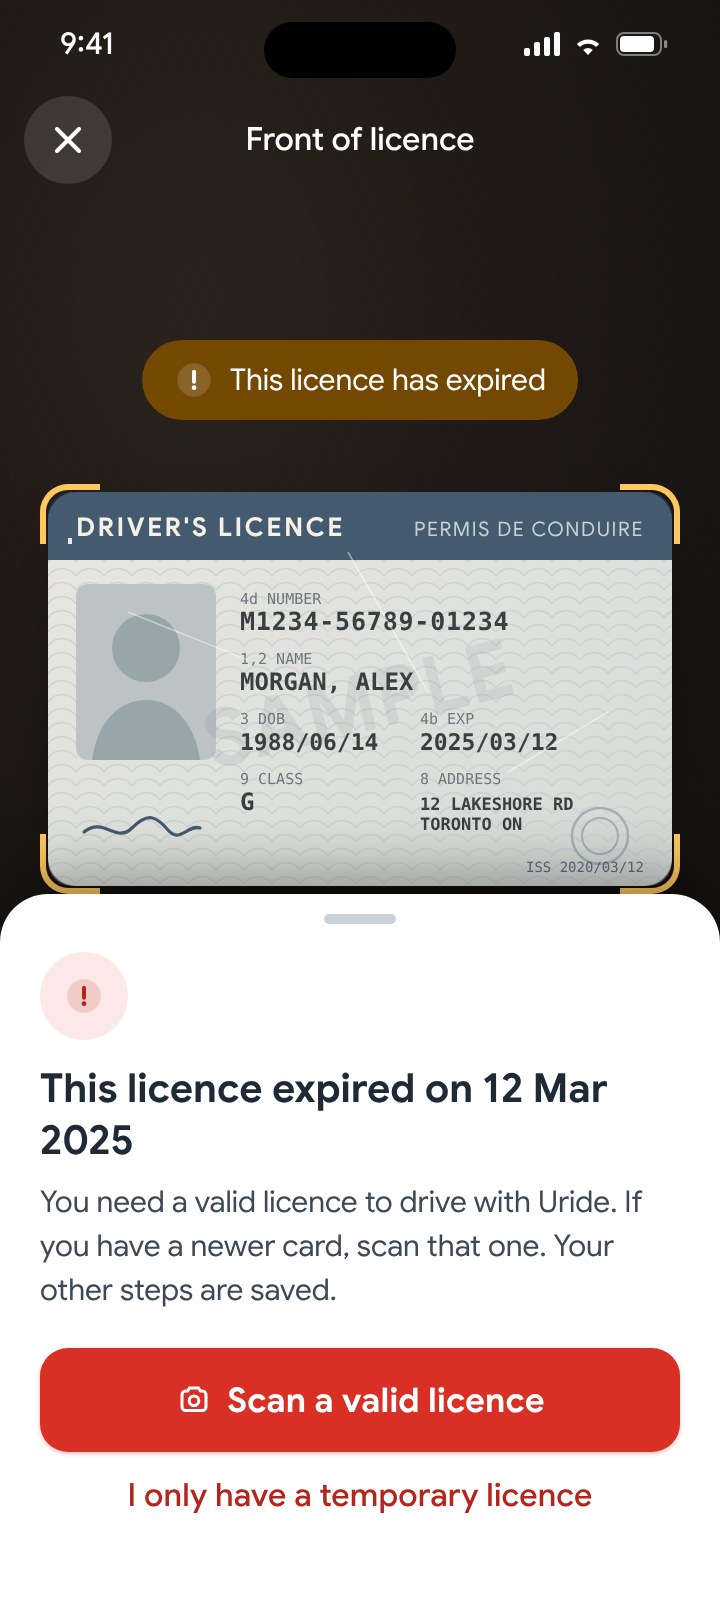 9:41
Front of licence
This licence has expired
DRIVER'S LICENCE
PERMIS DE CONDUIRE
4d NUMBER
M1234-56789-01234
1,2 NAME
MORGAN, ALEX
SAMPLE
3 DOB
4b EXP
1988/06/14
2025/03/12
9 CLASS
8 ADDRESS
G
12 LAKESHORE RD
TORONTO ON
ISS 2020/03/12
This licence expired on 12 Mar
2025
You need a valid licence to drive with Uride. If
you have a newer card, scan that one. Your
other steps are saved.
Scan a valid licence
I only have a temporary licence